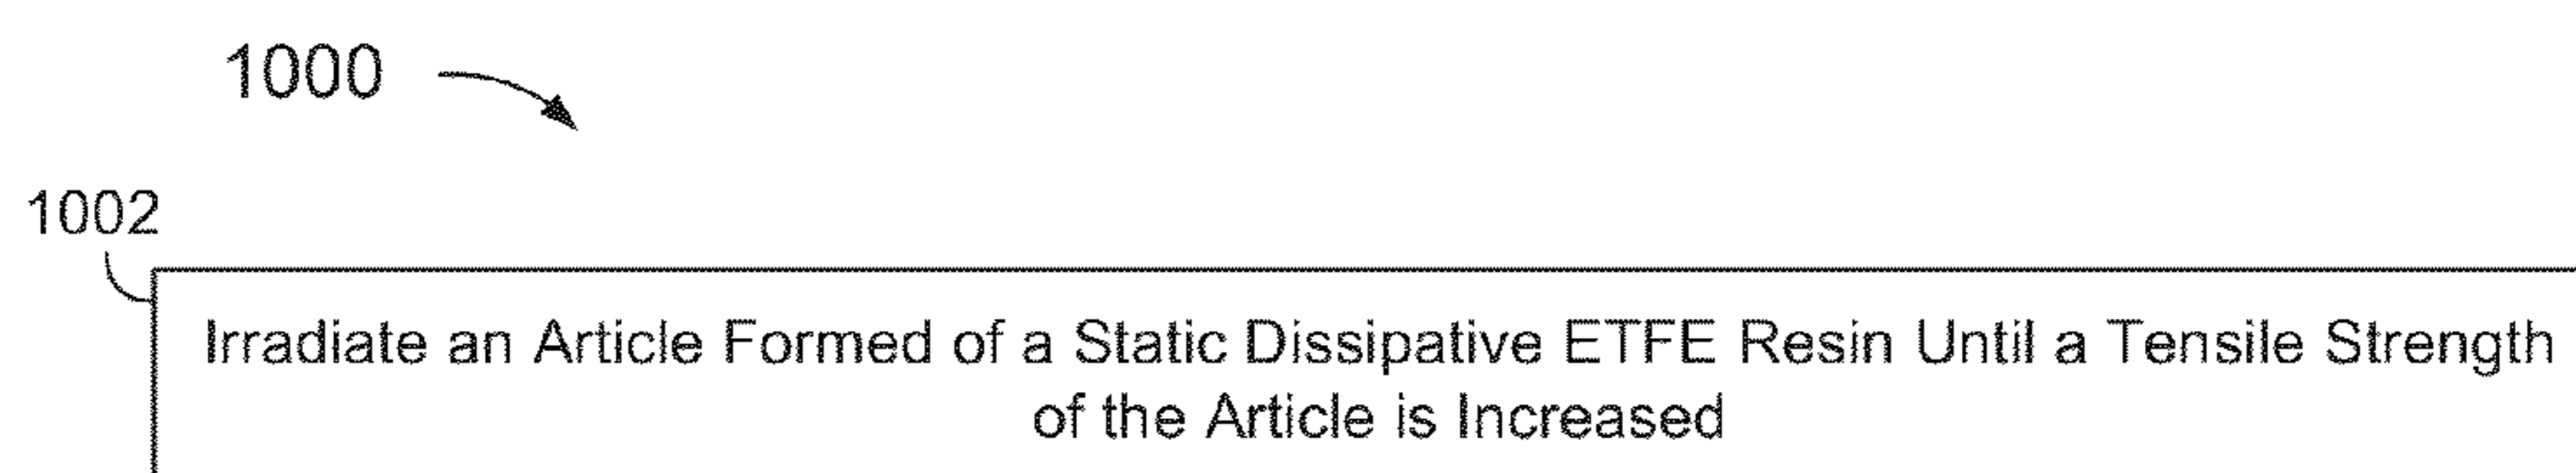 1000
1002
Irradiate an Article Formed of a Static Dissipative ETFE Resin Until a Tensile Strength
of the Article is Increased